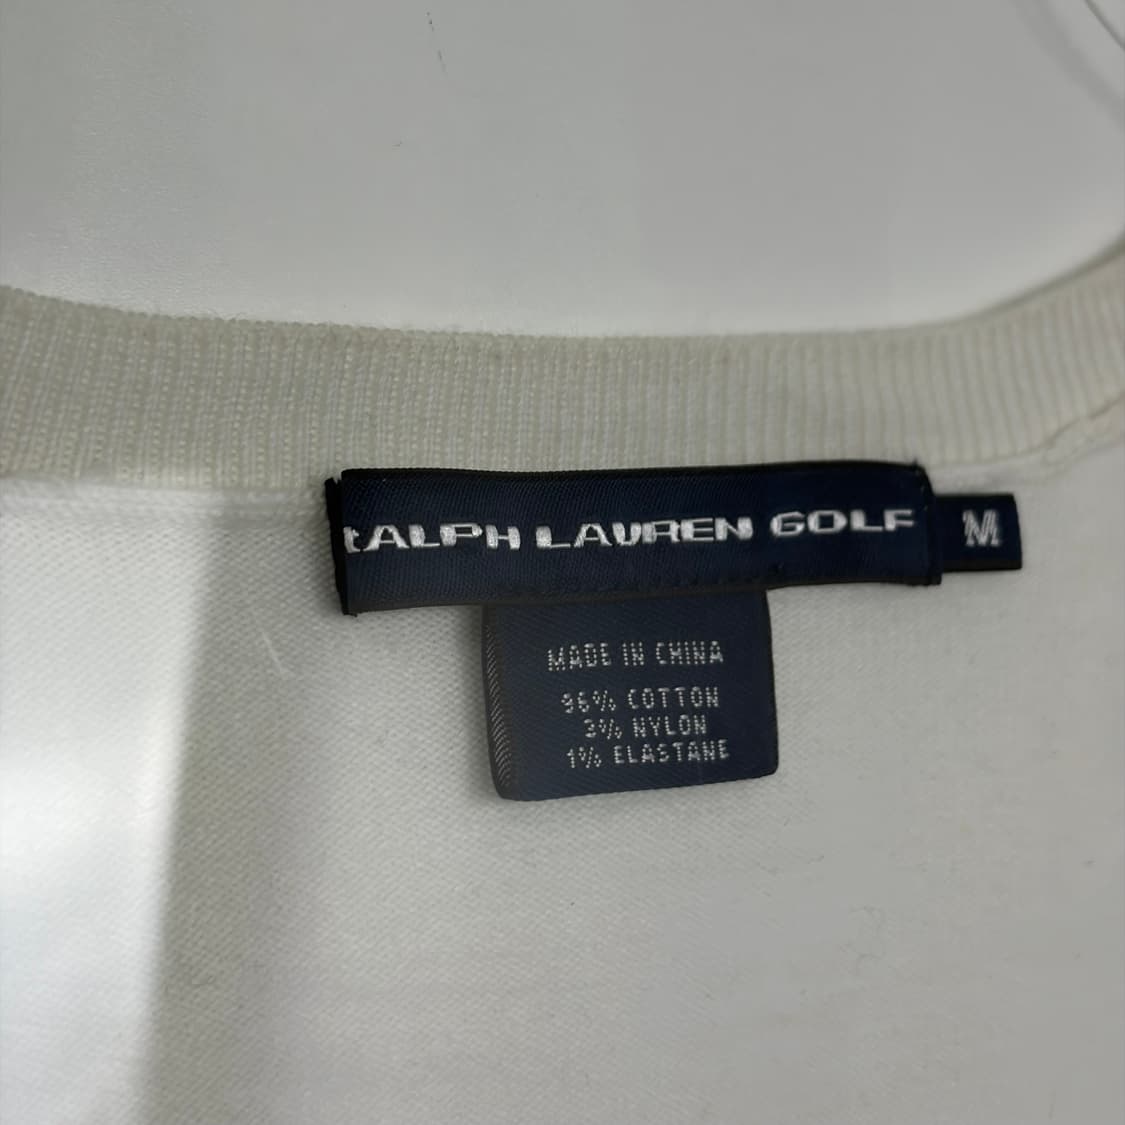 RALPH LAUREN GOLF
M
MADE IN CHINA
96% COTTON
3% NYLON
1% ELASTANE